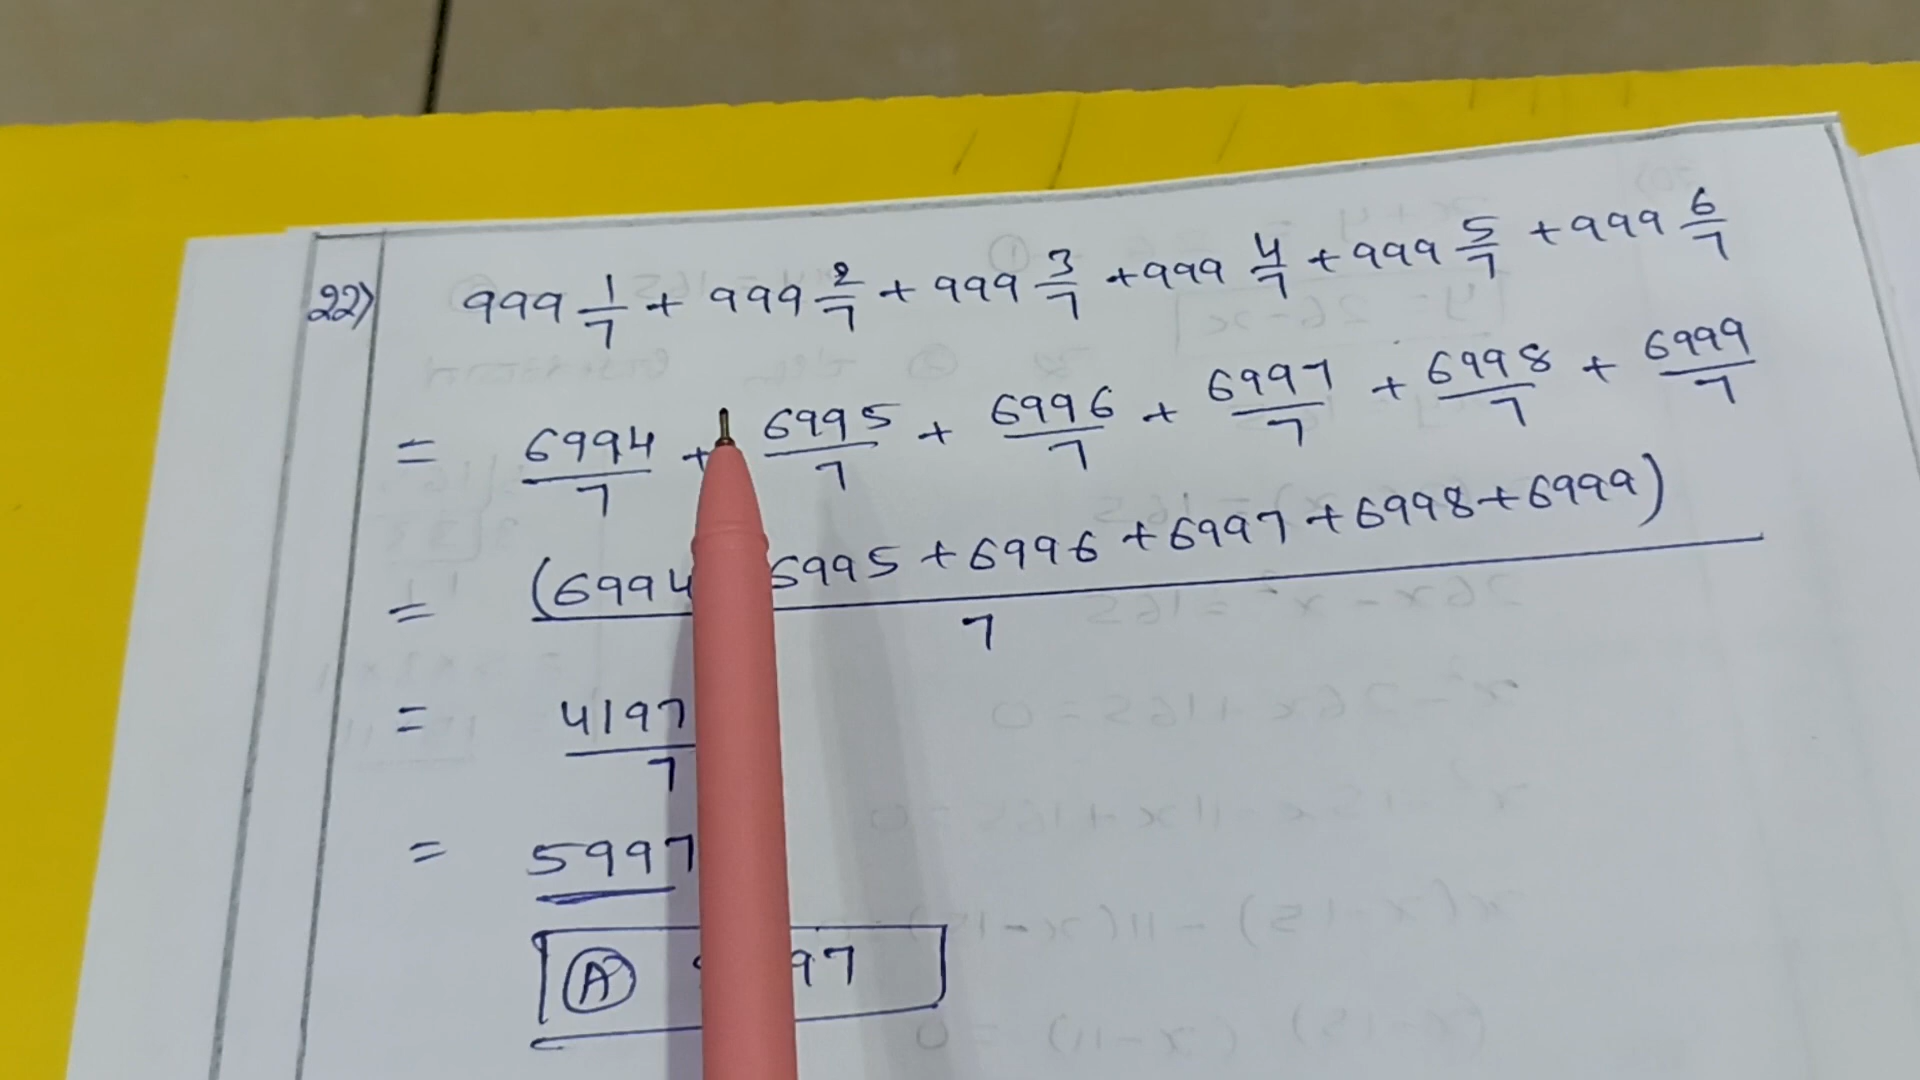 22) 999 1/7 + 999 2/7 + 999 3/7 + 999 4/7 + 999 5/7 + 999 6/7
= 6994/7 + 6995/7 + 6996/7 + 6997/7 + 6998/7 + 6999/7
= (6994 6995 + 6996 + 6997 + 6998 + 6999) / 7
= 4197 / 7
= 5997
(A) 97